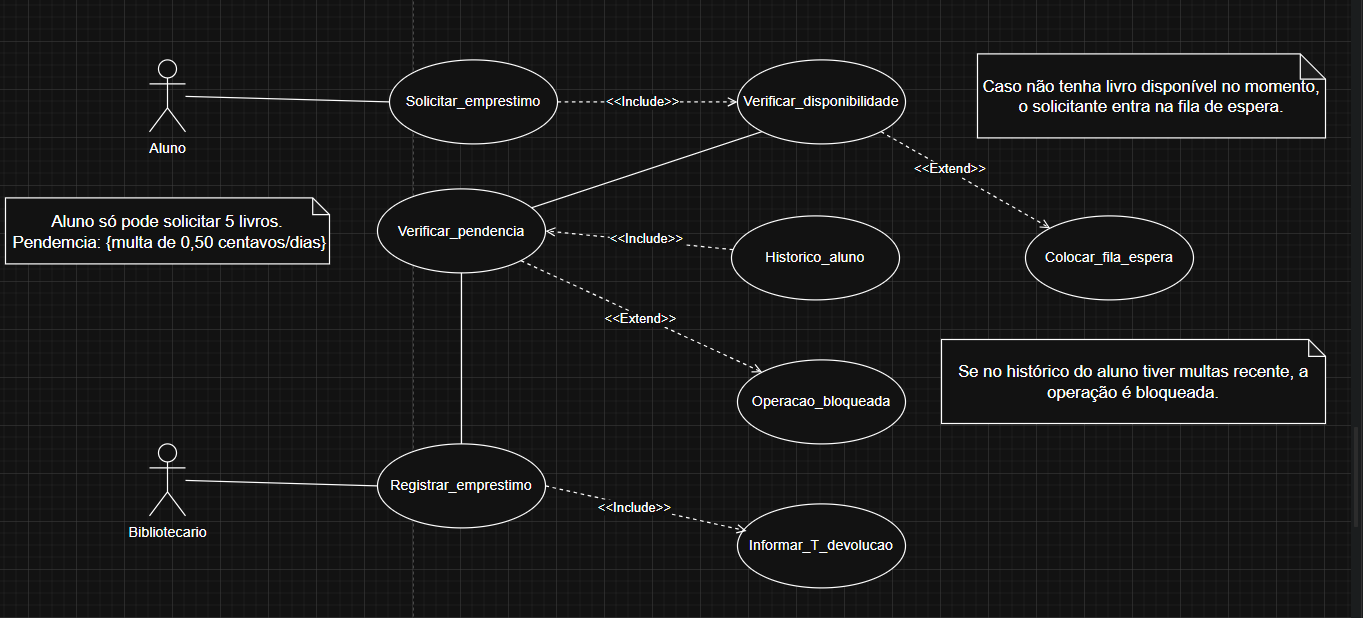 Aluno
Solicitar_emprestimo
<<Include>>
Verificar_disponibilidade
Caso não tenha livro disponível no momento,
o solicitante entra na fila de espera.
<<Extend>>
Aluno só pode solicitar 5 livros.
Pendemcia: {multa de 0,50 centavos/dias}
Verificar_pendencia
<<Include>>
Historico_aluno
Colocar_fila_espera
<<Extend>>
Operacao_bloqueada
Se no histórico do aluno tiver multas recente, a
operação é bloqueada.
Bibliotecario
Registrar_emprestimo
<<Include>>
Informar_T_devolucao